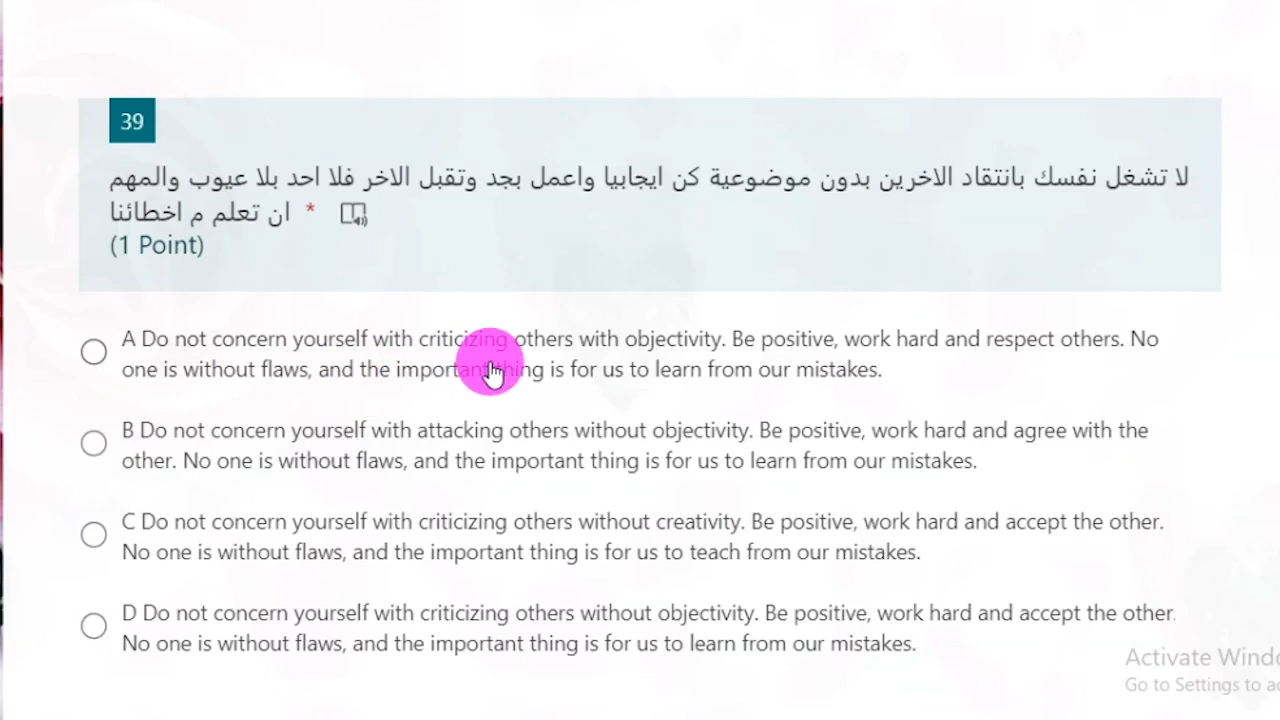 39
لا تشغل نفسك بانتقاد الاخرين بدون موضوعية كن ايجابيا واعمل بجد وتقبل الاخر فلا احد بلا عيوب والمهم
ان تعلم م اخطائنا *
(1 Point)
A Do not concern yourself with criticizing others with objectivity. Be positive, work hard and respect others. No
one is without flaws, and the important thing is for us to learn from our mistakes.
B Do not concern yourself with attacking others without objectivity. Be positive, work hard and agree with the
other. No one is without flaws, and the important thing is for us to learn from our mistakes.
C Do not concern yourself with criticizing others without creativity. Be positive, work hard and accept the other.
No one is without flaws, and the important thing is for us to teach from our mistakes.
D Do not concern yourself with criticizing others without objectivity. Be positive, work hard and accept the other.
No one is without flaws, and the important thing is for us to learn from our mistakes.
Activate Windo
Go to Settings to ac